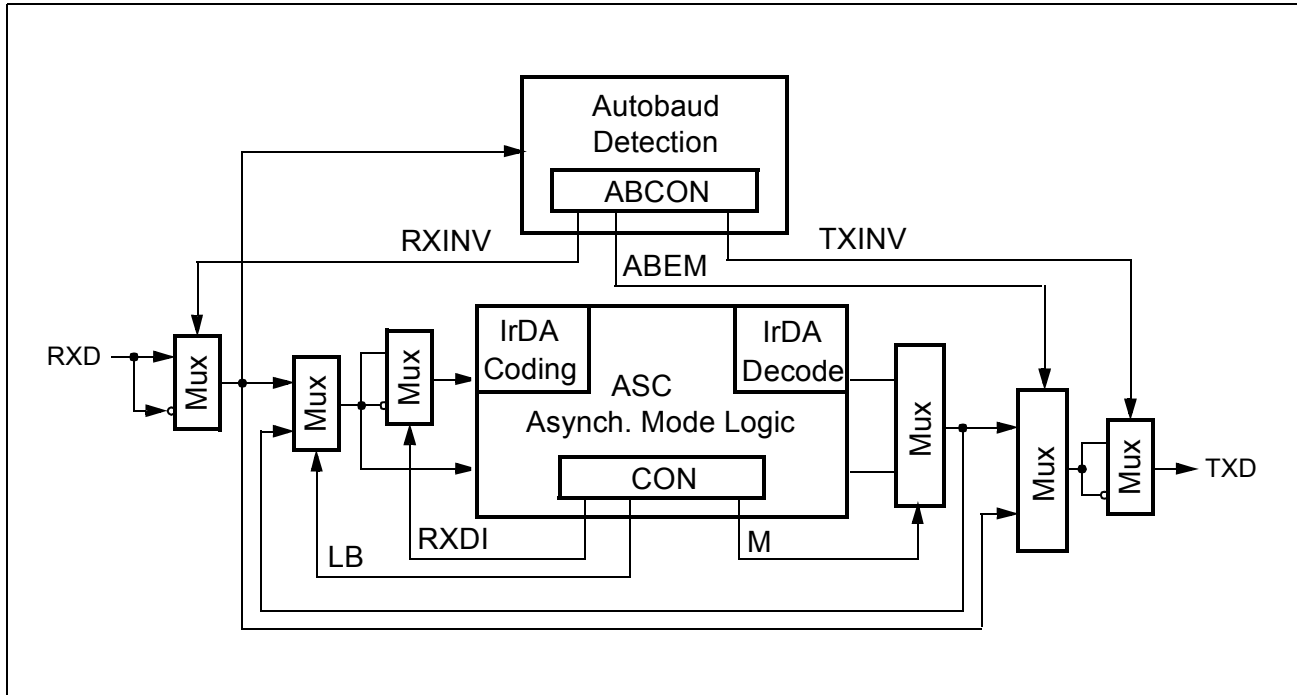 Autobaud
Detection
ABCON
RXINV
TXINV
ABEM
IrDA
Coding
IrDA
Decode
RXD
Mux
Mux
Mux
ASC
Asynch. Mode Logic
Mux
Mux
Mux
TXD
CON
RXDI
M
LB